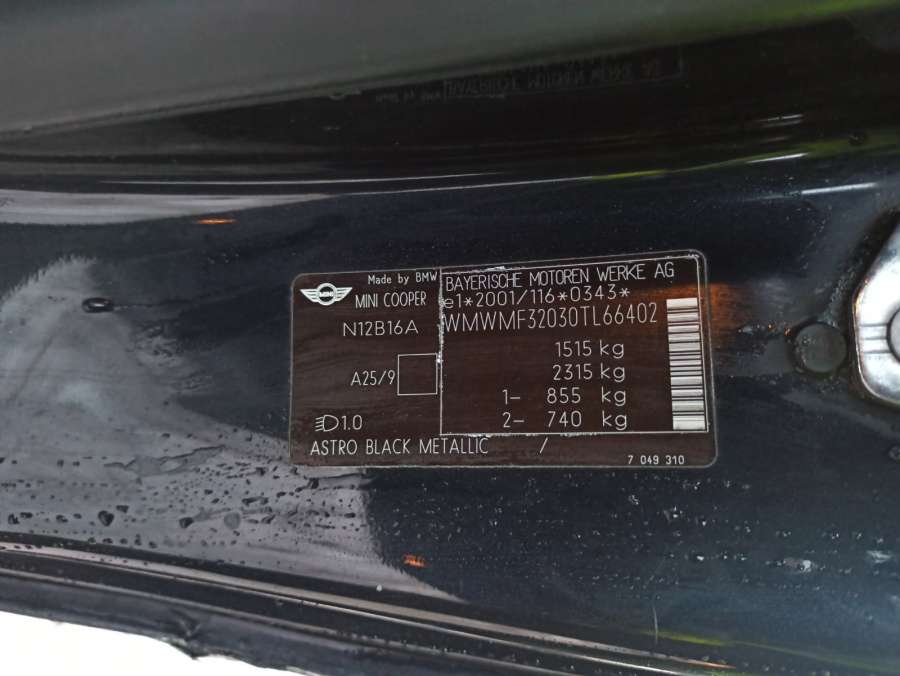 Made by BMW
MINI
MINI COOPER
N12B16A
A25/9
1.0
ASTRO BLACK METALLIC /
BAYERISCHE MOTOREN WERKE AG
e1*2001/116*0343*
WMWMF32030TL66402
1515 kg
2315 kg
1- 855 kg
2- 740 kg
7 049 310